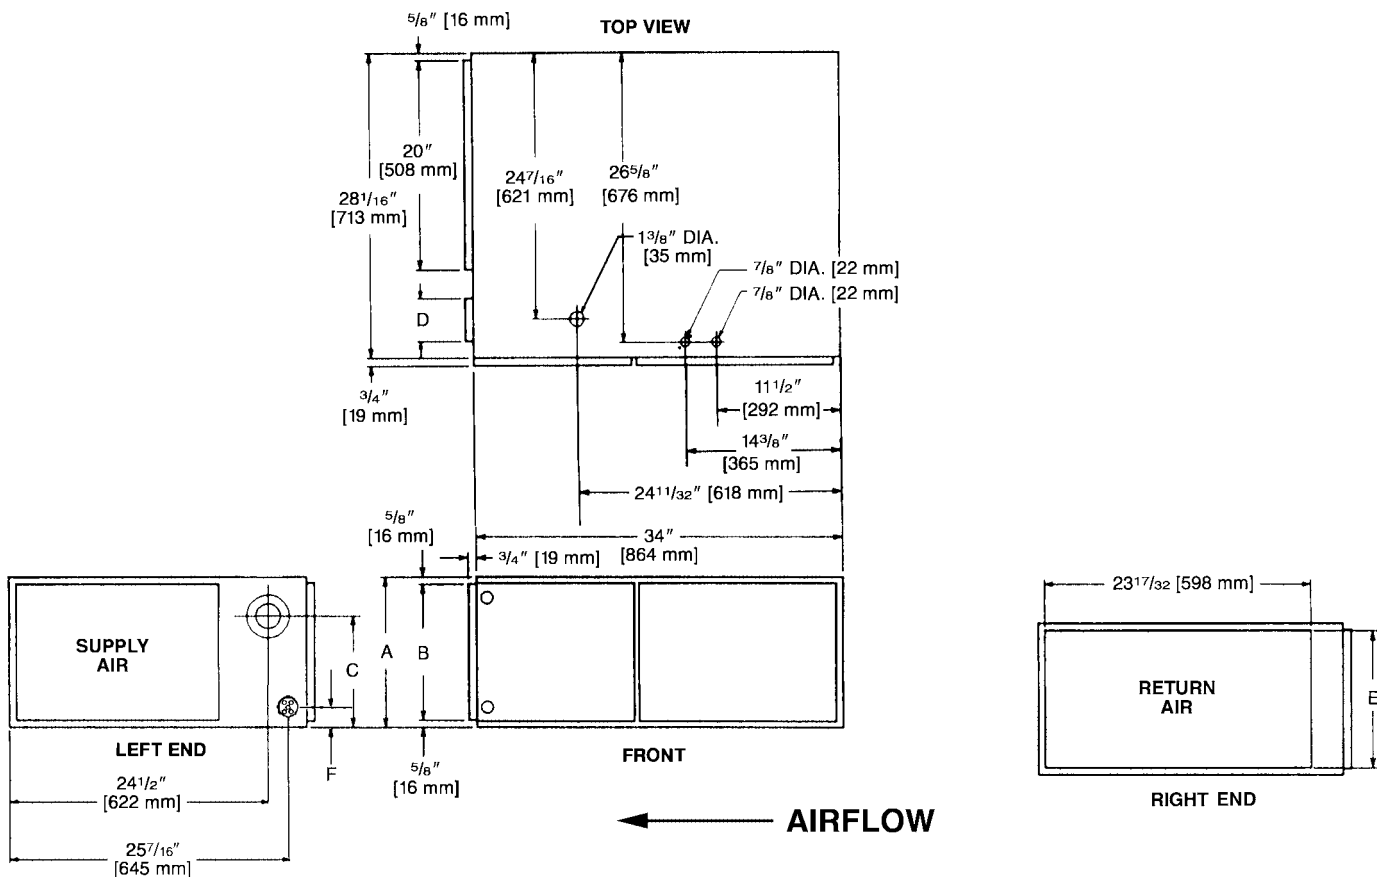 5/8" [16 mm]
TOP VIEW
20"
[508 mm]
28 1/16"
[713 mm]
24 7/16"
[621 mm]
26 5/8"
[676 mm]
1 3/8" DIA.
[35 mm]
7/8" DIA. [22 mm]
7/8" DIA. [22 mm]
D
3/4"
[19 mm]
11 1/2"
[292 mm]
14 3/8"
[365 mm]
24 11/32" [618 mm]
5/8"
[16 mm]
34"
[864 mm]
3/4" [19 mm]
SUPPLY
AIR
C
A
B
F
LEFT END
24 1/2"
[622 mm]
25 7/16"
[645 mm]
5/8"
[16 mm]
FRONT
AIRFLOW
23 17/32 [598 mm]
RETURN
AIR
E
RIGHT END